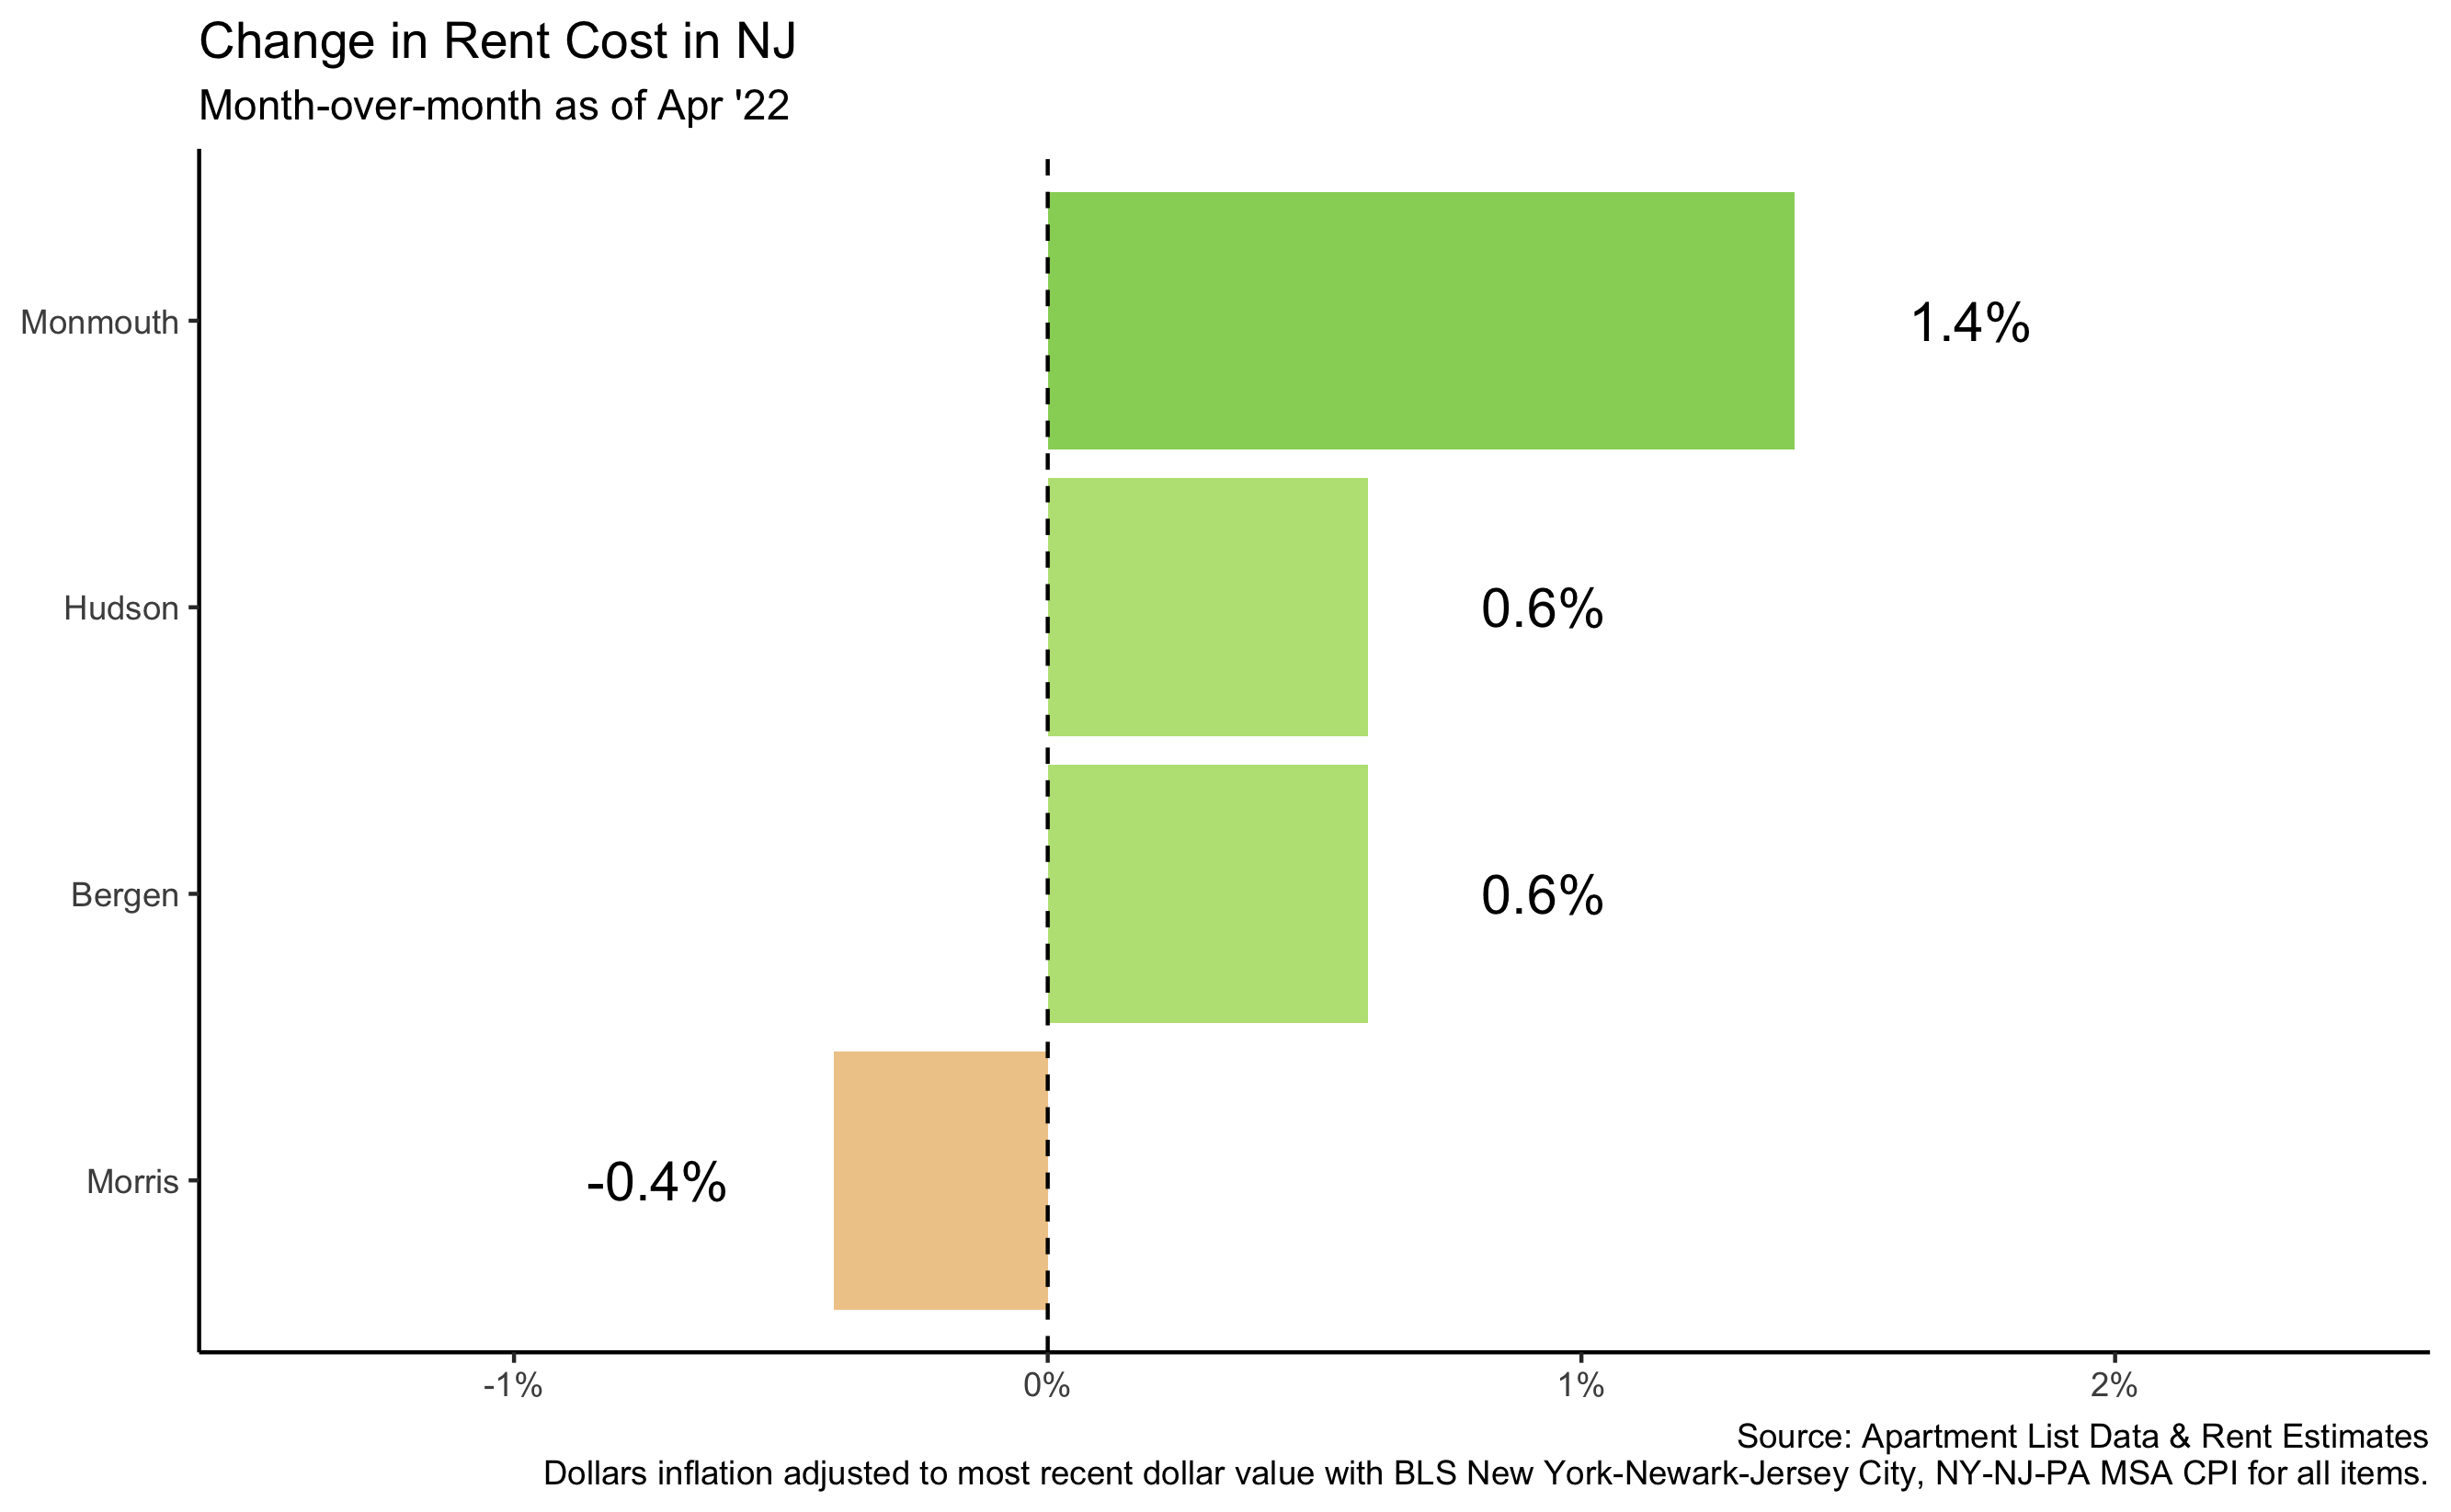 Change in Rent Cost in NJ
Month-over-month as of Apr '22
Monmouth
1.4%
Hudson
0.6%
Bergen
0.6%
Morris
-0.4%
-1%
0%
1%
2%
Source: Apartment List Data & Rent Estimates
Dollars inflation adjusted to most recent dollar value with BLS New York-Newark-Jersey City, NY-NJ-PA MSA CPI for all items.